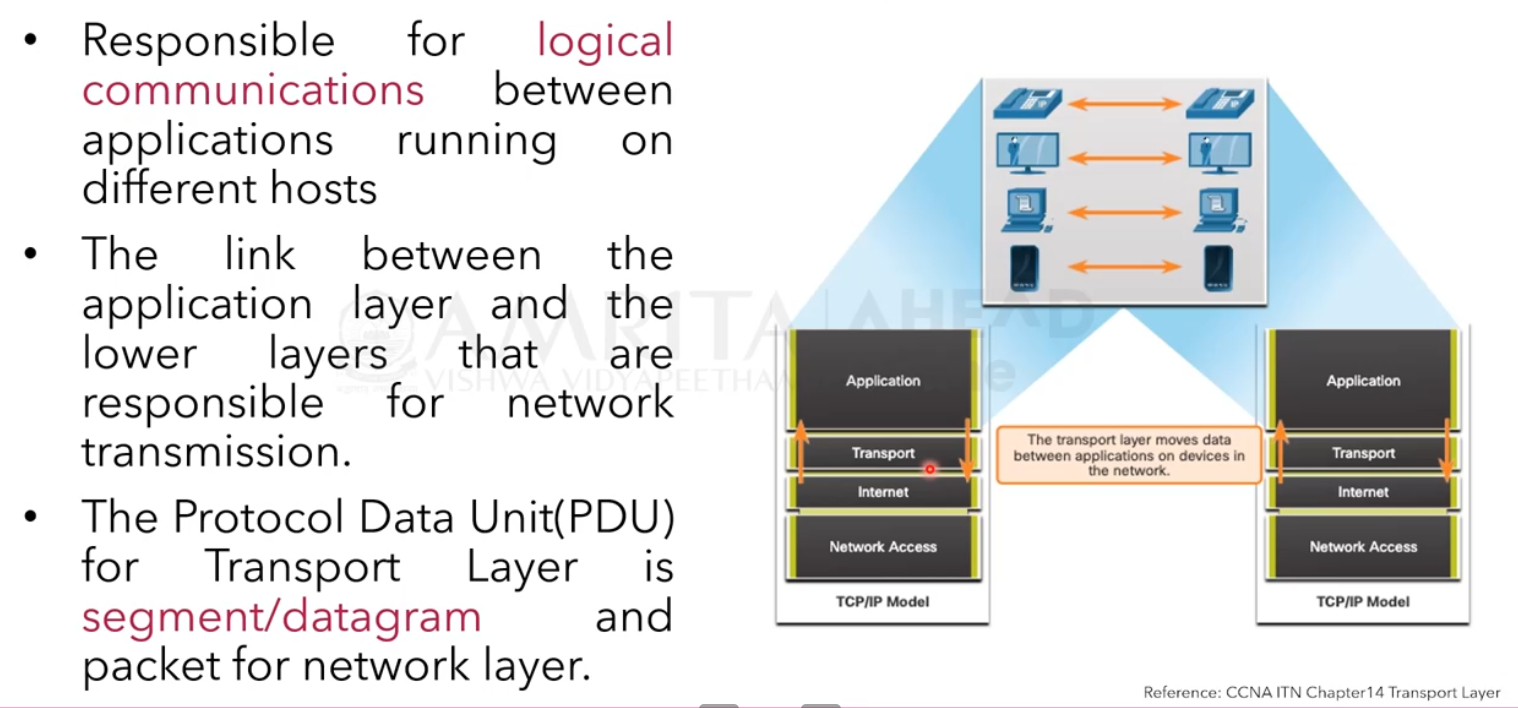 • Responsible for logical
communications between
applications running on
different hosts
• The link between the
application layer and the
lower layers that are
responsible for network
transmission.
• The Protocol Data Unit(PDU)
for Transport Layer is
segment/datagram and
packet for network layer.
AMRITA AHEAD
VISHWA VIDYAPEETHAM
Application
Transport
Internet
Network Access
TCP/IP Model
The transport layer moves data
between applications on devices in
the network.
Application
Transport
Internet
Network Access
TCP/IP Model
Reference: CCNA ITN Chapter14 Transport Layer